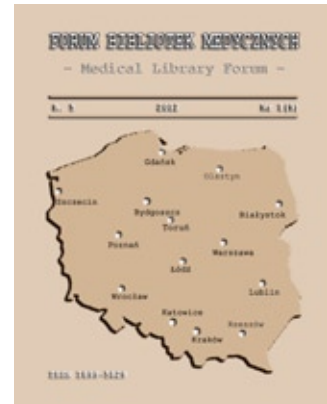 FORUM BIBLIOTEK MEDYCZNYCH
- Medical Library Forum -
2012
Gdańsk
Olsztyn
Szczecin
Bydgoszcz
Białystok
Toruń
Poznań
Warszawa
Łódź
Wrocław
Lublin
Katowice
Rzeszów
Kraków